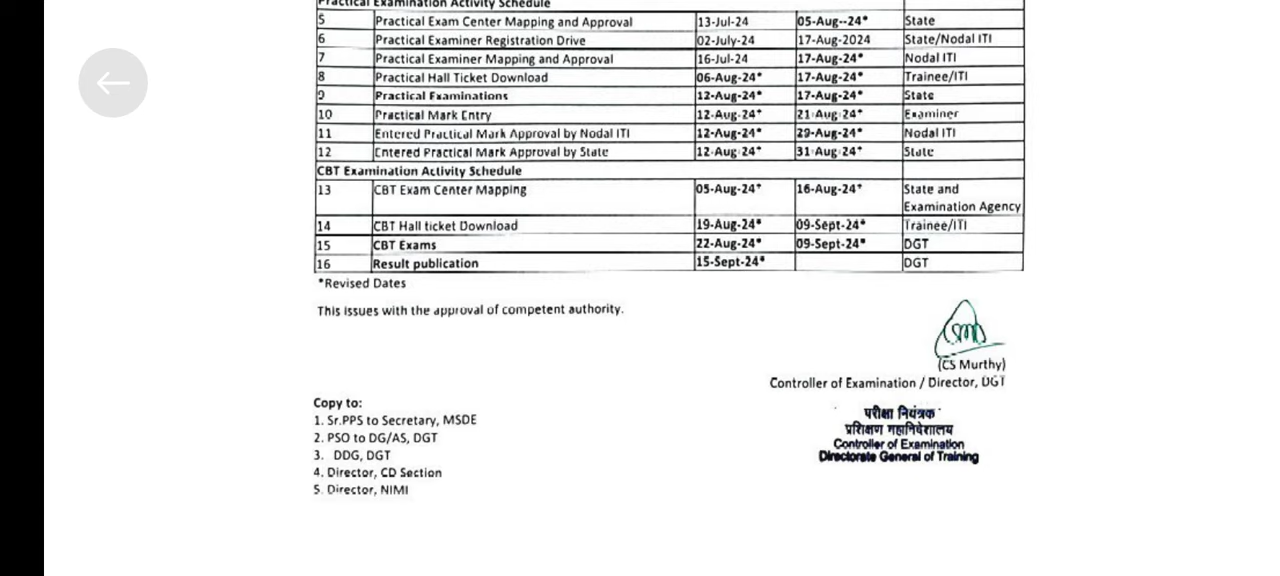 Practical Examination Activity Schedule
5 Practical Exam Center Mapping and Approval 13-Jul-24 05-Aug--24* State
6 Practical Examiner Registration Drive 02-July-24 17-Aug-2024 State/Nodal ITI
7 Practical Examiner Mapping and Approval 16-Jul-24 17-Aug-24* Nodal ITI
8 Practical Hall Ticket Download 06-Aug-24* 17-Aug-24* Trainee/ITI
9 Practical Examinations 12-Aug-24* 17-Aug-24* State
10 Practical Mark Entry 12-Aug-24* 21-Aug-24* Examiner
11 Entered Practical Mark Approval by Nodal ITI 12-Aug-24* 29-Aug-24* Nodal ITI
12 Entered Practical Mark Approval by State 12-Aug-24* 31-Aug-24* State
CBT Examination Activity Schedule
13 CBT Exam Center Mapping 05-Aug-24* 16-Aug-24* State and
Examination Agency
14 CBT Hall ticket Download 19-Aug-24* 09-Sept-24* Trainee/ITI
15 CBT Exams 22-Aug-24* 09-Sept-24* DGT
16 Result publication 15-Sept-24* DGT
*Revised Dates
This issues with the approval of competent authority.
(CS Murthy)
Controller of Examination / Director, DGT
परीक्षा नियंत्रक
प्रशिक्षण महानिदेशालय
Controller of Examination
Directorate General of Training
Copy to:
1. Sr.PPS to Secretary, MSDE
2. PSO to DG/AS, DGT
3. DDG, DGT
4. Director, CD Section
5. Director, NIMI